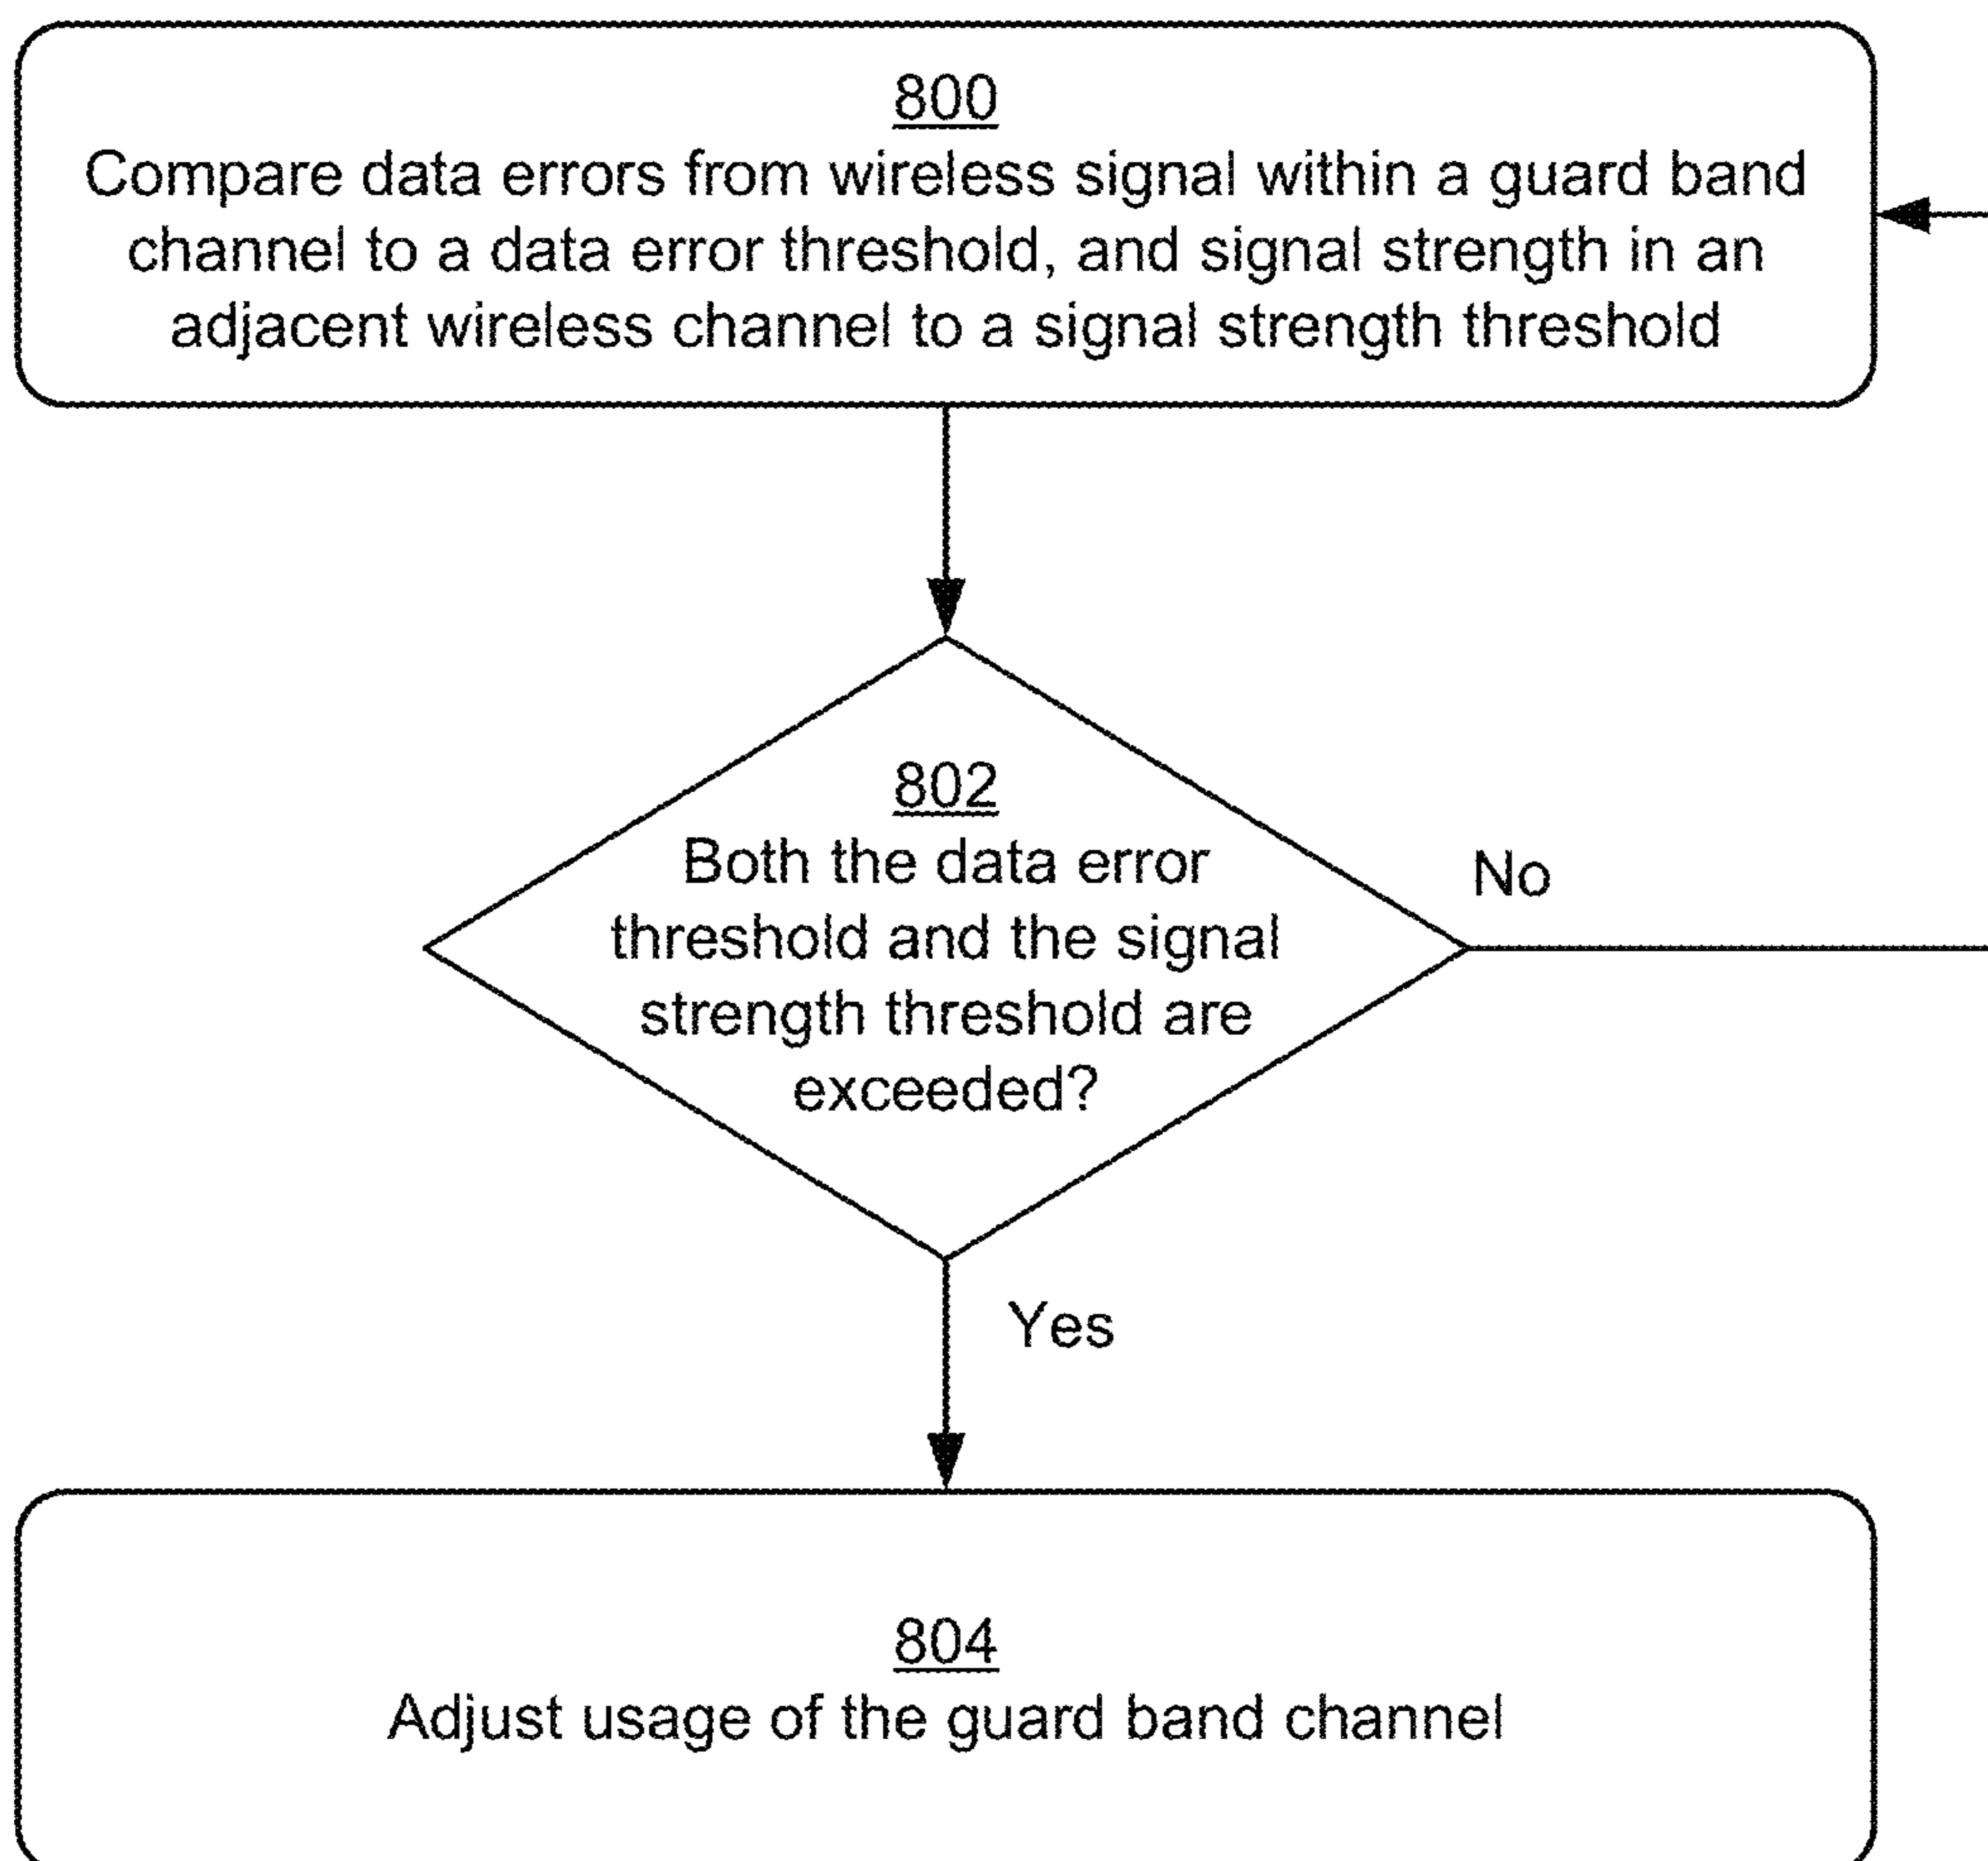 800
Compare data errors from wireless signal within a guard band
channel to a data error threshold, and signal strength in an
adjacent wireless channel to a signal strength threshold
802
Both the data error
threshold and the signal
strength threshold are
exceeded?
No
Yes
804
Adjust usage of the guard band channel